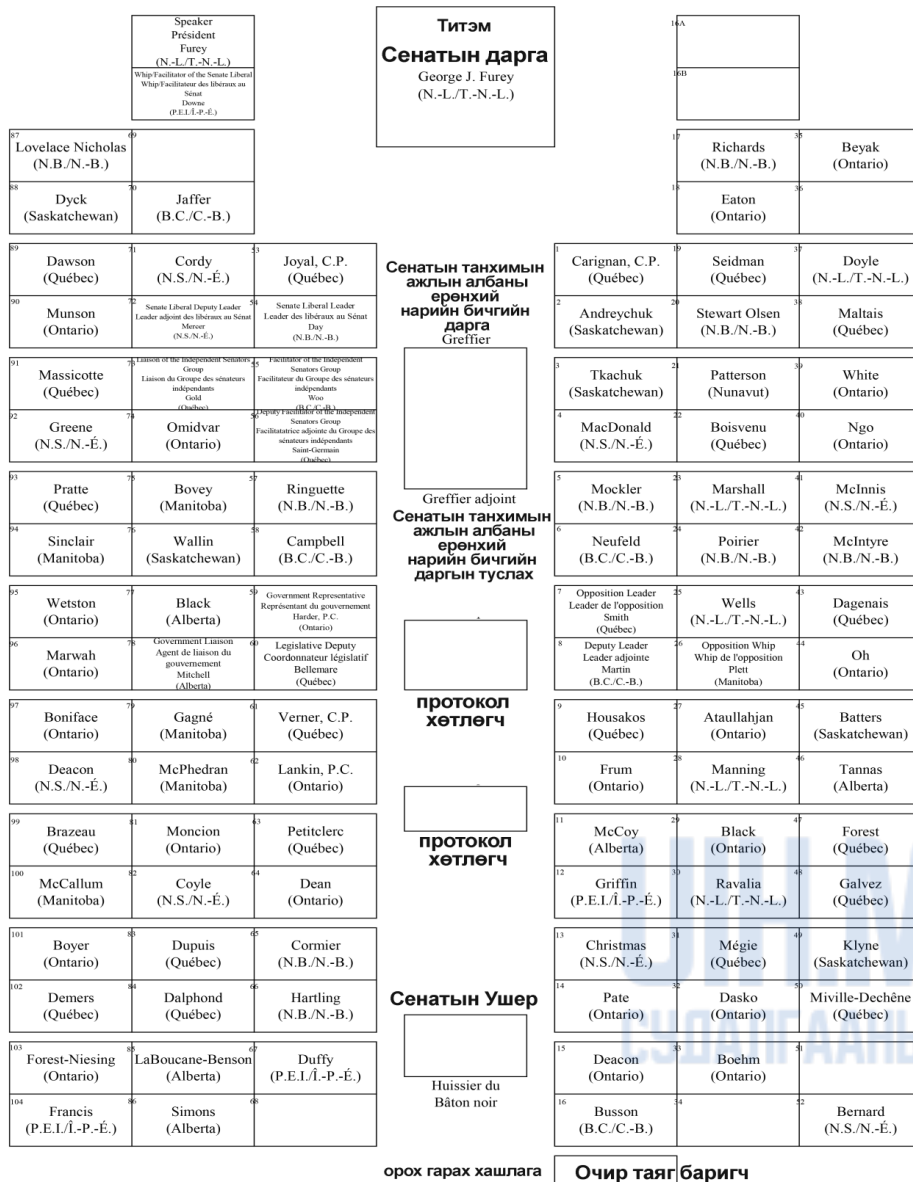 Speaker
Président
Furey
(N.-L./T.-N.-L.)
Whip/Facilitator of the Senate Liberal
Whip/Facilitateur des libéraux au
Sénat
Downe
(P.E.I./Î.-P.-É.)
Титэм
Сенатын дарга
George J. Furey
(N.-L./T.-N.-L.)
16A
16B
87
Lovelace Nicholas
(N.B./N.-B.)
69
88
Dyck
(Saskatchewan)
70
Jaffer
(B.C./C.-B.)
17
Richards
(N.B./N.-B.)
35
Beyak
(Ontario)
18
Eaton
(Ontario)
36
89
Dawson
(Québec)
71
Cordy
(N.S./N.-É.)
53
Joyal, C.P.
(Québec)
90
Munson
(Ontario)
72
Senate Liberal Deputy Leader
Leader adjoint des libéraux au Sénat
Mercer
(N.S./N.-É.)
54
Senate Liberal Leader
Leader des libéraux au Sénat
Day
(N.B./N.-B.)
Сенатын танхимын
ажлын албаны
ерөнхий
нарийн бичгийн
дарга
Greffier
1
Carignan, C.P.
(Québec)
19
Seidman
(Québec)
37
Doyle
(N.-L./T.-N.-L.)
2
Andreychuk
(Saskatchewan)
20
Stewart Olsen
(N.B./N.-B.)
38
Maltais
(Québec)
91
Massicotte
(Québec)
73
Liaison of the Independent Senators
Group
Liaison du Groupe des sénateurs
indépendants
Gold
(Québec)
55
Facilitator of the Independent
Senators Group
Facilitateur du Groupe des sénateurs
indépendants
Woo
(B.C./C.-B.)
92
Greene
(N.S./N.-É.)
74
Omidvar
(Ontario)
56
Deputy Facilitator of the Independent
Senators Group
Facilitatatrice adjointe du Groupe des
sénateurs indépendants
Saint-Germain
(Québec)
3
Tkachuk
(Saskatchewan)
21
Patterson
(Nunavut)
39
White
(Ontario)
4
MacDonald
(N.S./N.-É.)
22
Boisvenu
(Québec)
40
Ngo
(Ontario)
93
Pratte
(Québec)
75
Bovey
(Manitoba)
57
Ringuette
(N.B./N.-B.)
94
Sinclair
(Manitoba)
76
Wallin
(Saskatchewan)
58
Campbell
(B.C./C.-B.)
Greffier adjoint
Сенатын танхимын
ажлын албаны
ерөнхий
нарийн бичгийн
даргын туслах
5
Mockler
(N.B./N.-B.)
23
Marshall
(N.-L./T.-N.-L.)
41
McInnis
(N.S./N.-É.)
6
Neufeld
(B.C./C.-B.)
24
Poirier
(N.B./N.-B.)
42
McIntyre
(N.B./N.-B.)
95
Wetston
(Ontario)
77
Black
(Alberta)
59
Government Representative
Représentant du gouvernement
Harder, P.C.
(Ontario)
96
Marwah
(Ontario)
78
Government Liaison
Agent de liaison du
gouvernement
Mitchell
(Alberta)
60
Legislative Deputy
Coordonnateur législatif
Bellemare
(Québec)
7
Opposition Leader
Leader de l'opposition
Smith
(Québec)
25
Wells
(N.-L./T.-N.-L.)
43
Dagenais
(Québec)
8
Deputy Leader
Leader adjointe
Martin
(B.C./C.-B.)
26
Opposition Whip
Whip de l'opposition
Plett
(Manitoba)
44
Oh
(Ontario)
протокол
хөтлөгч
97
Boniface
(Ontario)
79
Gagné
(Manitoba)
61
Verner, C.P.
(Québec)
98
Deacon
(N.S./N.-É.)
80
McPhedran
(Manitoba)
62
Lankin, P.C.
(Ontario)
9
Housakos
(Québec)
27
Ataullahjan
(Ontario)
45
Batters
(Saskatchewan)
10
Frum
(Ontario)
28
Manning
(N.-L./T.-N.-L.)
46
Tannas
(Alberta)
протокол
хөтлөгч
99
Brazeau
(Québec)
81
Moncion
(Ontario)
63
Petitclerc
(Québec)
100
McCallum
(Manitoba)
82
Coyle
(N.S./N.-É.)
64
Dean
(Ontario)
11
McCoy
(Alberta)
29
Black
(Ontario)
47
Forest
(Québec)
12
Griffin
(P.E.I./Î.-P.-É.)
30
Ravalia
(N.-L./T.-N.-L.)
48
Galvez
(Québec)
101
Boyer
(Ontario)
83
Dupuis
(Québec)
65
Cormier
(N.B./N.-B.)
102
Demers
(Québec)
84
Dalphond
(Québec)
66
Hartling
(N.B./N.-B.)
Сенатын Ушер
13
Christmas
(N.S./N.-É.)
31
Mégie
(Québec)
49
Klyne
(Saskatchewan)
14
Pate
(Ontario)
32
Dasko
(Ontario)
50
Miville-Dechêne
(Québec)
103
Forest-Niesing
(Ontario)
85
LaBoucane-Benson
(Alberta)
67
Duffy
(P.E.I./Î.-P.-É.)
104
Francis
(P.E.I./Î.-P.-É.)
86
Simons
(Alberta)
68
Huissier du
Bâton noir
15
Deacon
(Ontario)
33
Boehm
(Ontario)
51
16
Busson
(B.C./C.-B.)
34
52
Bernard
(N.S./N.-É.)
орох гарах хашлага
Очир таяг баригч
UIH.M